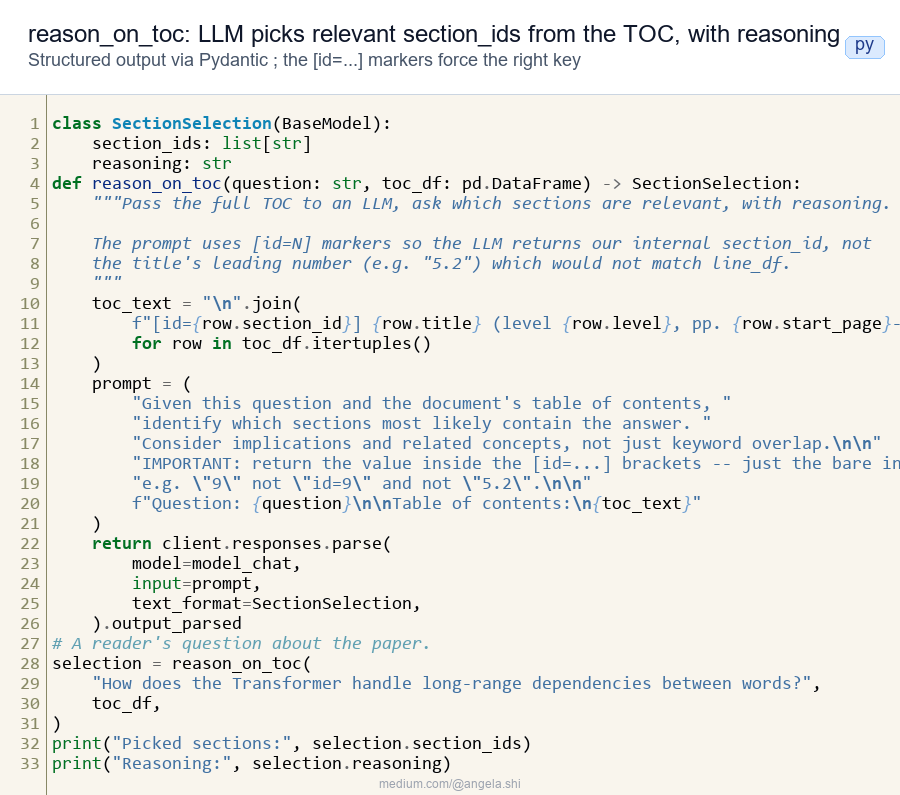 reason_on_toc: LLM picks relevant section_ids from the TOC, with reasoning
py
Structured output via Pydantic ; the [id=...] markers force the right key
1 class SectionSelection(BaseModel):
2     section_ids: list[str]
3     reasoning: str
4 def reason_on_toc(question: str, toc_df: pd.DataFrame) -> SectionSelection:
5     """Pass the full TOC to an LLM, ask which sections are relevant, with reasoning.
6
7     The prompt uses [id=N] markers so the LLM returns our internal section_id, not
8     the title's leading number (e.g. "5.2") which would not match line_df.
9     """
10     toc_text = "\n".join(
11         f"[id={row.section_id}] {row.title} (level {row.level}, pp. {row.start_page}-
12         for row in toc_df.itertuples()
13     )
14     prompt = (
15         "Given this question and the document's table of contents, "
16         "identify which sections most likely contain the answer. "
17         "Consider implications and related concepts, not just keyword overlap.\n\n"
18         "IMPORTANT: return the value inside the [id=...] brackets -- just the bare in
19         "e.g. \"9\" not \"id=9\" and not \"5.2\".\n\n"
20         f"Question: {question}\n\nTable of contents:\n{toc_text}"
21     )
22     return client.responses.parse(
23         model=model_chat,
24         input=prompt,
25         text_format=SectionSelection,
26     ).output_parsed
27 # A reader's question about the paper.
28 selection = reason_on_toc(
29     "How does the Transformer handle long-range dependencies between words?",
30     toc_df,
31 )
32 print("Picked sections:", selection.section_ids)
33 print("Reasoning:", selection.reasoning)
medium.com/@angela.shi